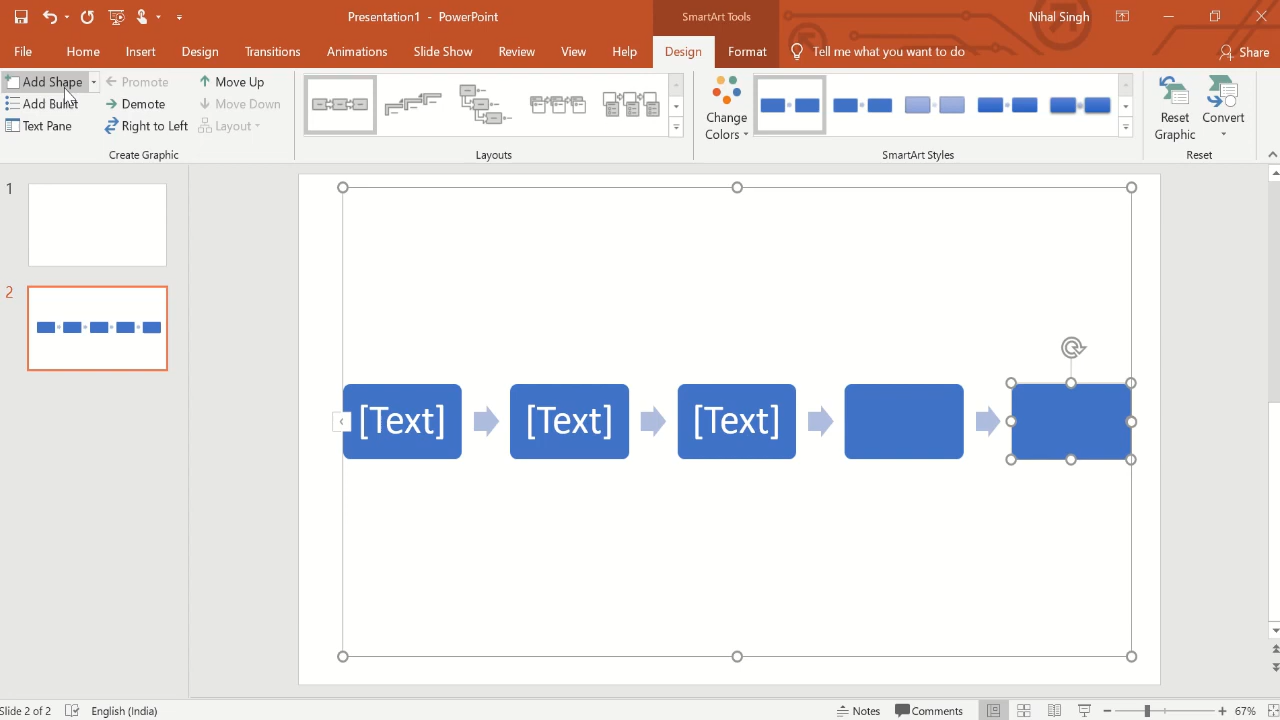 Presentation1 - PowerPoint
SmartArt Tools
Nihal Singh
File Home Insert Design Transitions Animations Slide Show Review View Help Design Format Tell me what you want to do Share
Add Shape Promote Move Up
Add Bullet Demote Move Down
Text Pane Right to Left Layout
Create Graphic
Layouts
Change Colors
SmartArt Styles
Reset Graphic
Convert
Reset
1
2
[Text] [Text] [Text]
Slide 2 of 2 English (India) Notes Comments 67%